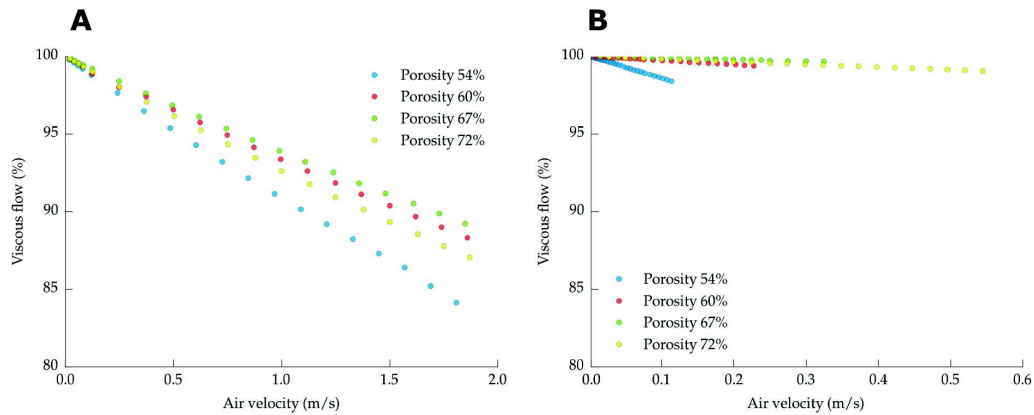 A
100
95
90
85
80
Viscous flow (%)
Porosity 54%
Porosity 60%
Porosity 67%
Porosity 72%
0.0 0.5 1.0 1.5 2.0
Air velocity (m/s)
B
100
95
90
85
80
Viscous flow (%)
Porosity 54%
Porosity 60%
Porosity 67%
Porosity 72%
0.0 0.1 0.2 0.3 0.4 0.5 0.6
Air velocity (m/s)